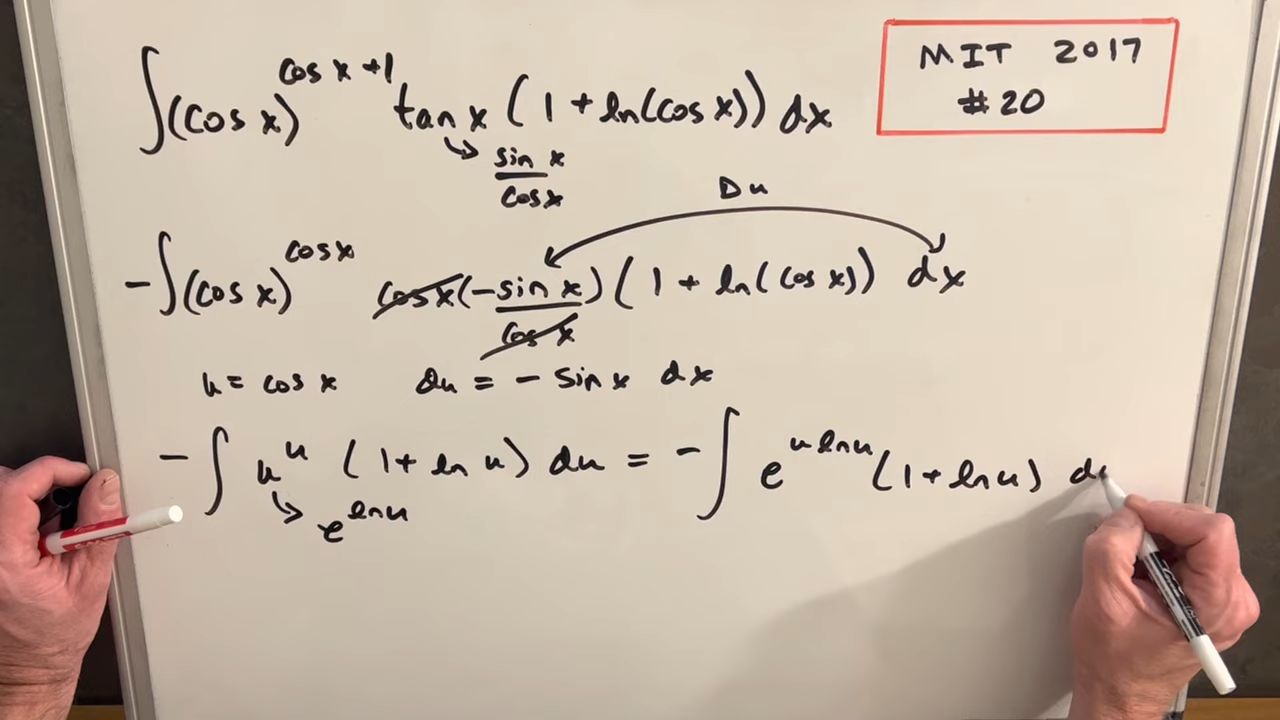 ∫(cos x)^(cos x +1) tan x (1 + ln(cos x)) dx
MIT 2017
#20
↳ sin x / cos x
Du
-∫(cos x)^(cos x) cos x (-sin x / cos x) (1 + ln(cos x)) dx
u = cos x du = - sin x dx
-∫ u^u (1 + ln u) du = -∫ e^(u ln u) (1 + ln u) du
↳ e^(ln u)